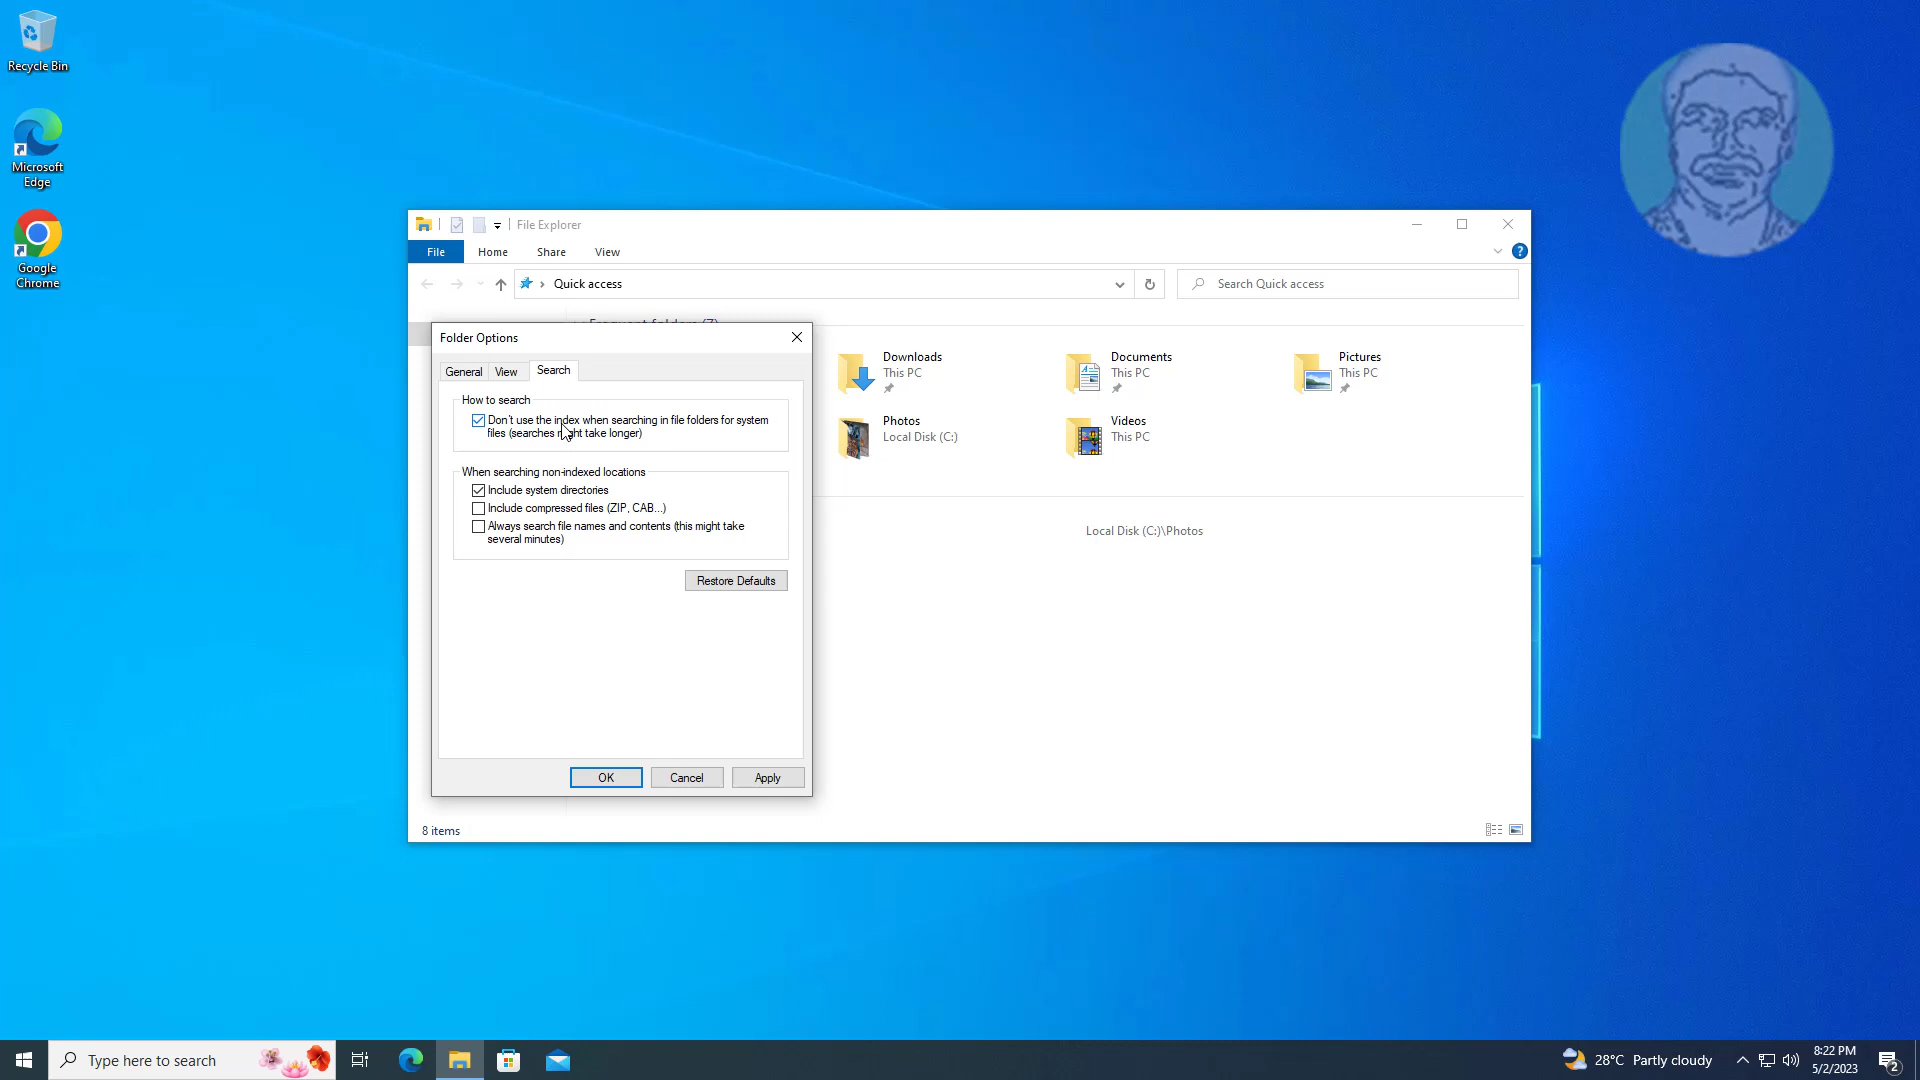 Recycle Bin
Microsoft
Edge
Google
Chrome
File Explorer
File
Home
Share
View
?
Quick access
Search Quick access
Frequent folders (7)
Folder Options
General
View
Search
How to search
Don't use the index when searching in file folders for system
files (searches might take longer)
When searching non-indexed locations
Include system directories
Include compressed files (ZIP, CAB...)
Always search file names and contents (this might take
several minutes)
Restore Defaults
OK
Cancel
Apply
Downloads
This PC
Documents
This PC
Pictures
This PC
Photos
Local Disk (C:)
Videos
This PC
Local Disk (C:)\Photos
8 items
Type here to search
28°C Partly cloudy
8:22 PM
5/2/2023
2